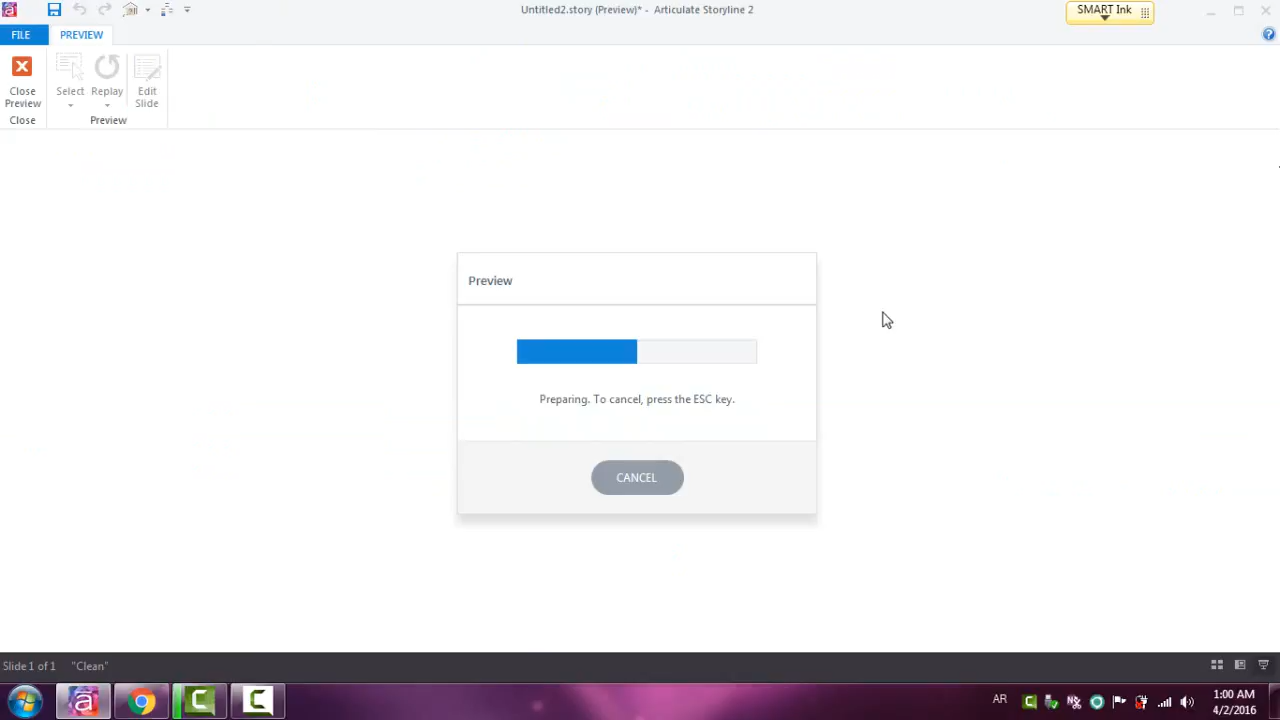 Untitled2.story (Preview)* - Articulate Storyline 2
SMART Ink
FILE
PREVIEW
Close Preview
Select
Replay
Edit Slide
Close
Preview
Preview
Preparing. To cancel, press the ESC key.
CANCEL
Slide 1 of 1
"Clean"
AR
1:00 AM
4/2/2016